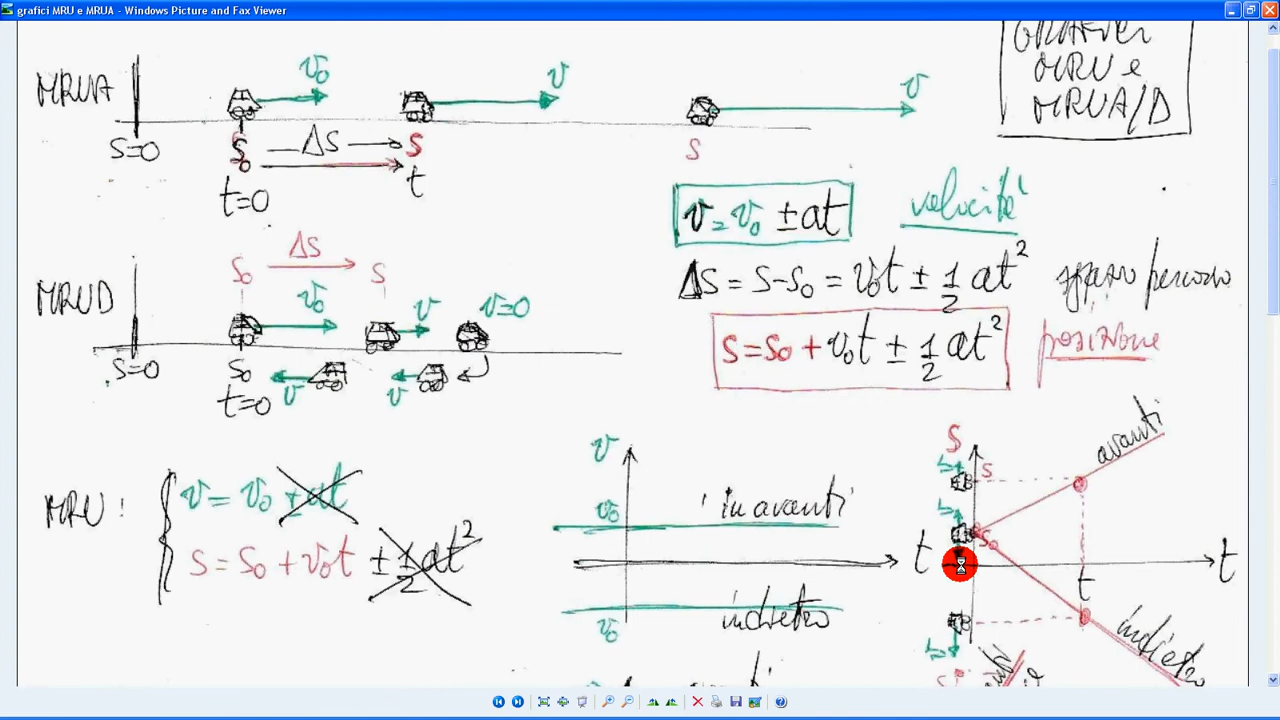 grafici MRU e MRUA - Windows Picture and Fax Viewer
GRAFICI
MRU e
MRUA/D
MRUA
v₀
v
v
S=0
S₀
ΔS
S
S
t=0
t
v = v₀ ± at
velocità
ΔS = S-S₀ = v₀t ± 1/2 at²
spazio percorso
S = S₀ + v₀t ± 1/2 at²
posizione
MRUD
S₀
ΔS
S
v₀
v
v=0
S=0
S₀
v
v
t=0
MRU:
v = v₀ ± at
S = S₀ + v₀t ± 1/2 at²
v
v₀
in avanti
t
v₀
indietro
S
S
avanti
S₀
t
t
indietro